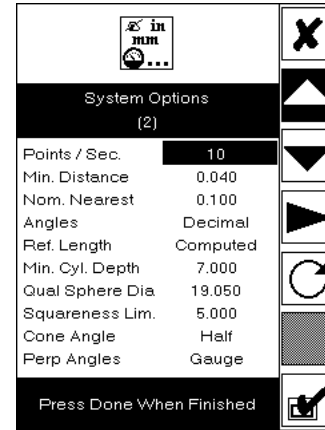 in
mm
...
System Options
(2)
Points / Sec. 10
Min. Distance 0.040
Nom. Nearest 0.100
Angles Decimal
Ref. Length Computed
Min. Cyl. Depth 7.000
Qual Sphere Dia 19.050
Squareness Lim. 5.000
Cone Angle Half
Perp Angles Gauge
Press Done When Finished